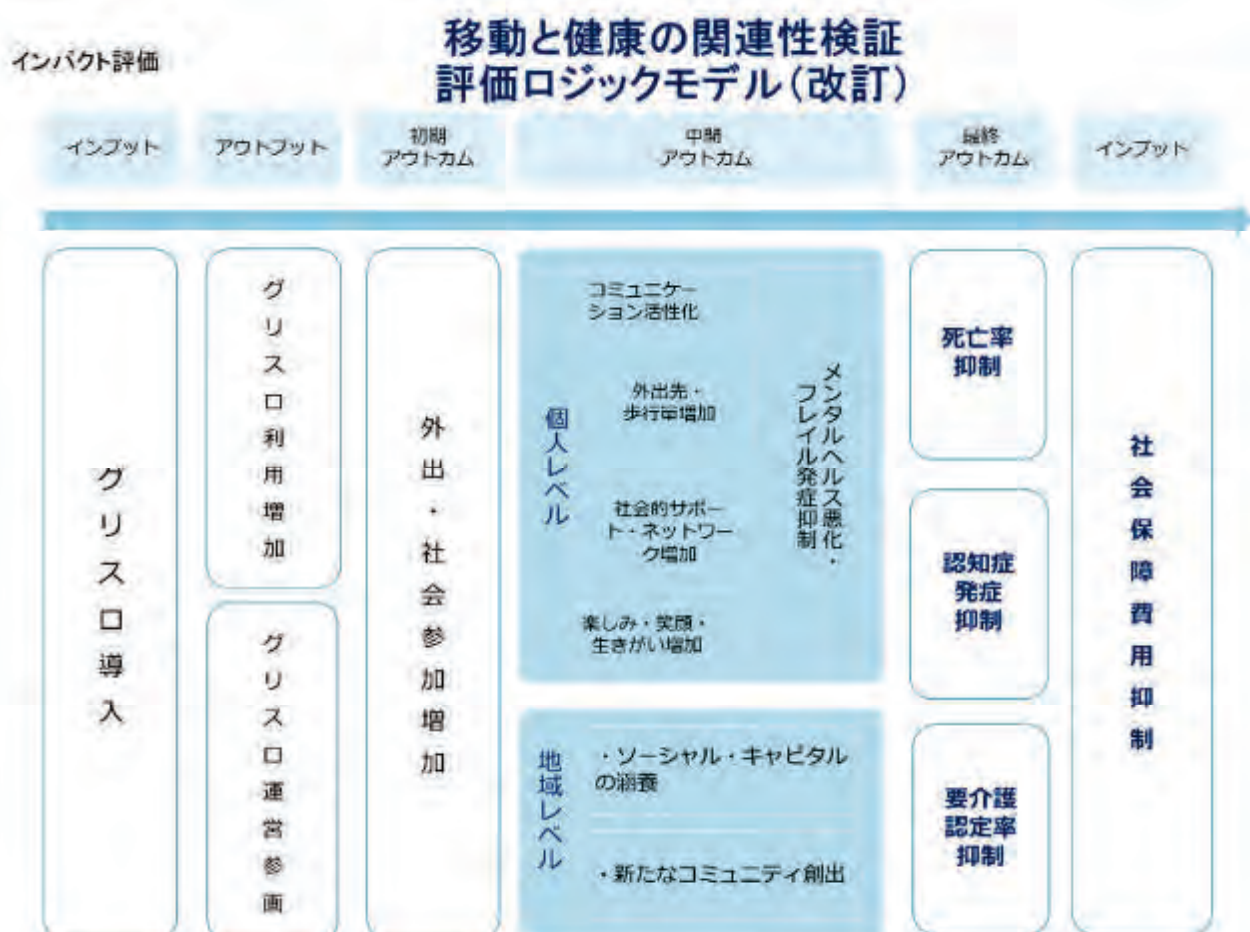 インパクト評価
移動と健康の関連性検証
評価ロジックモデル（改訂）
インプット
アウトプット
初期
アウトカム
中間
アウトカム
最終
アウトカム
インプット
グリスロ導入
グリスロ利用増加
グリスロ運営参画
外出・社会参加増加
個人レベル
コミュニケー
ション活性化
外出先・
歩行量増加
社会的サポー
ト・ネットワー
ク増加
楽しみ・笑顔・
生きがい増加
メンタルヘルス悪化・
フレイル発症抑制
地域レベル
・ソーシャル・キャピタル
の涵養
・新たなコミュニティ創出
死亡率
抑制
認知症
発症
抑制
要介護
認定率
抑制
社会保障費用抑制